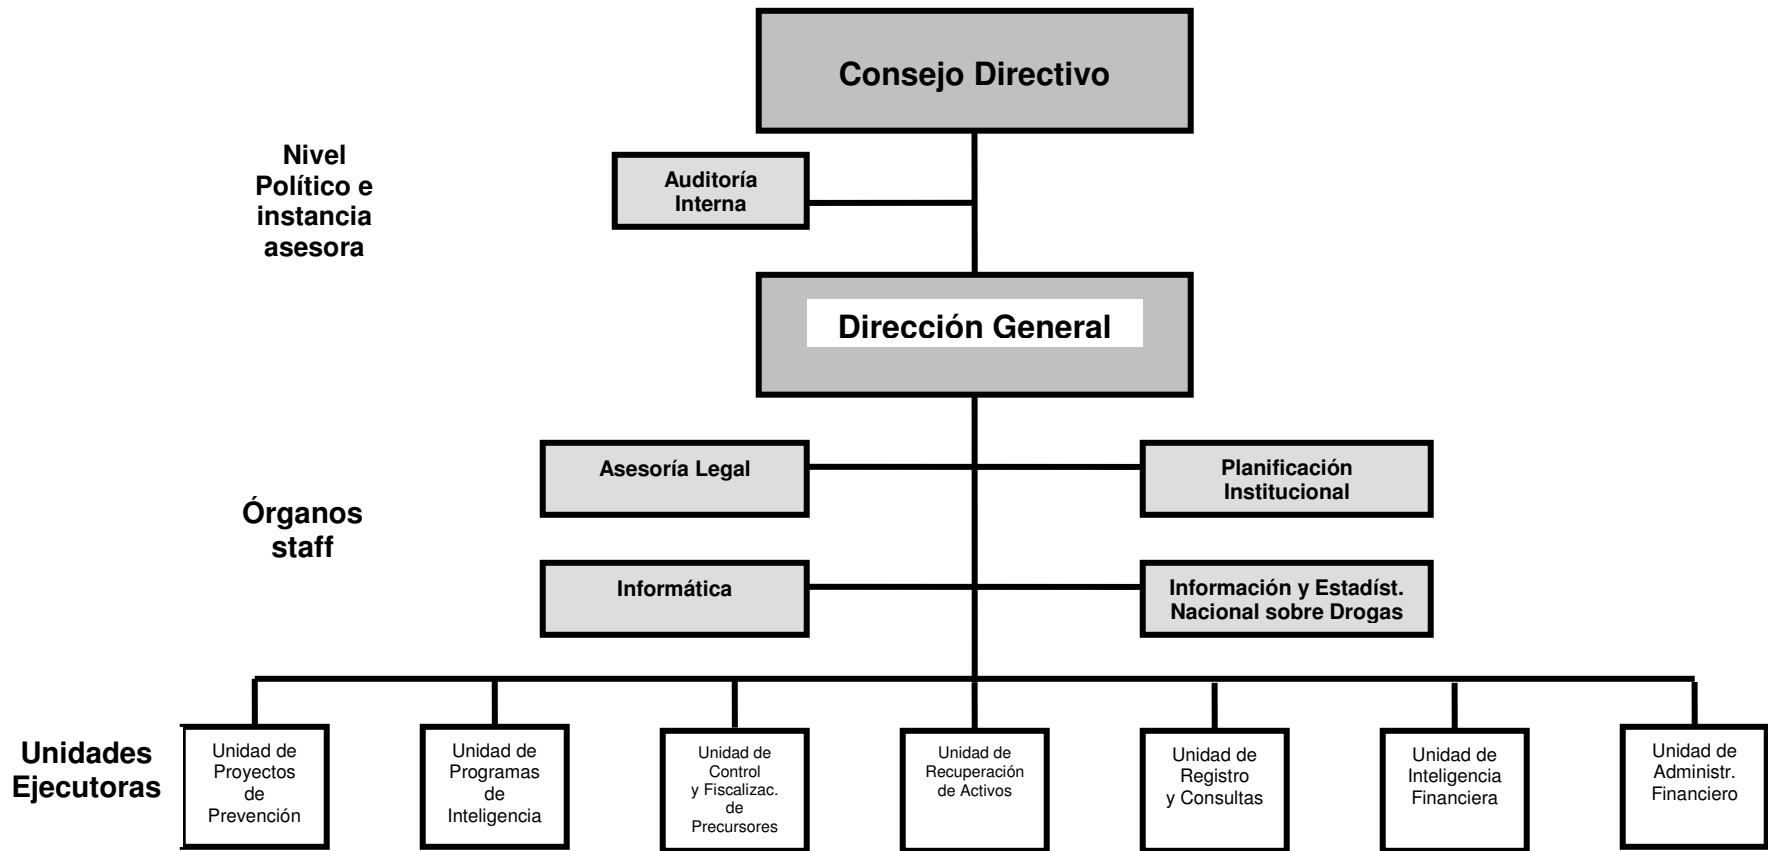 Consejo Directivo
Nivel
Político e
instancia
asesora
Auditoría
Interna
Dirección General
Órganos
staff
Asesoría Legal
Planificación
Institucional
Informática
Información y Estadíst.
Nacional sobre Drogas
Unidades
Ejecutoras
Unidad de
Proyectos
de
Prevención
Unidad de
Programas
de
Inteligencia
Unidad de
Control
y Fiscalizac.
de
Precursores
Unidad de
Recuperación
de Activos
Unidad de
Registro
y Consultas
Unidad de
Inteligencia
Financiera
Unidad de
Administr.
Financiero